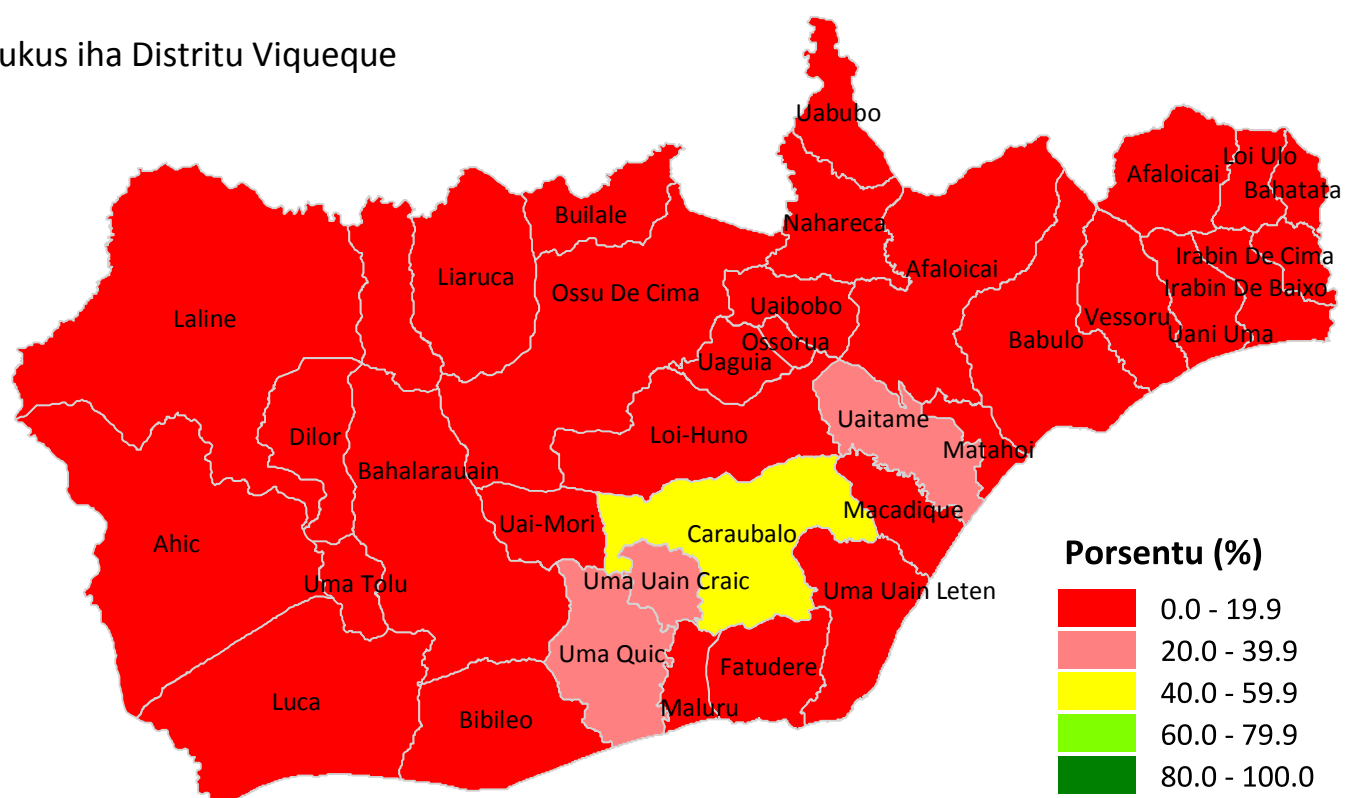 ukus iha Distritu Viqueque
Uabubo
Loi Ulo
Afaloicai
Bahatata
Builale
Nahareca
Irabin De Cima
Afaloicai
Liaruca
Irabin De Baixo
Ossu De Cima
Uaibobo
Laline
Vessoru
Uani Uma
Babulo
Ossorua
Uaguia
Uaitame
Dilor
Loi-Huno
Matahoi
Bahalarauain
Macadique
Uai-Mori
Caraubalo
Ahic
Uma Tolu
Uma Uain Craic
Uma Uain Leten
Uma Quic
Fatudere
Luca
Maluru
Bibileo
Porsentu (%)
0.0 - 19.9
20.0 - 39.9
40.0 - 59.9
60.0 - 79.9
80.0 - 100.0